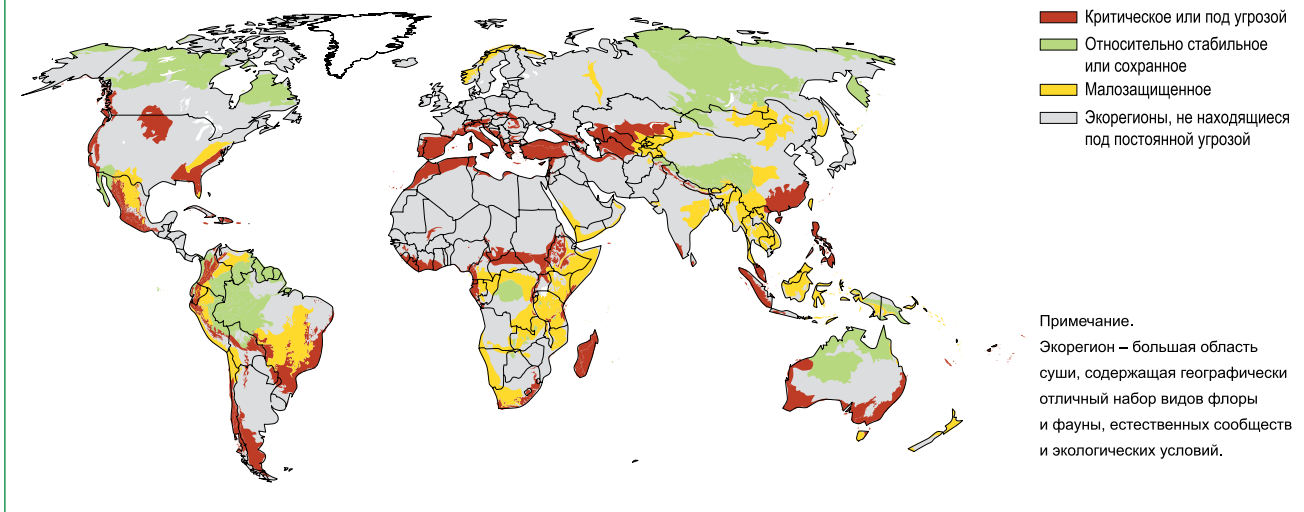 Критическое или под угрозой
Относительно стабильное
или сохранное
Малозащищенное
Экорегионы, не находящиеся
под постоянной угрозой
Примечание.
Экорегион – большая область
суши, содержащая географически
отличный набор видов флоры
и фауны, естественных сообществ
и экологических условий.